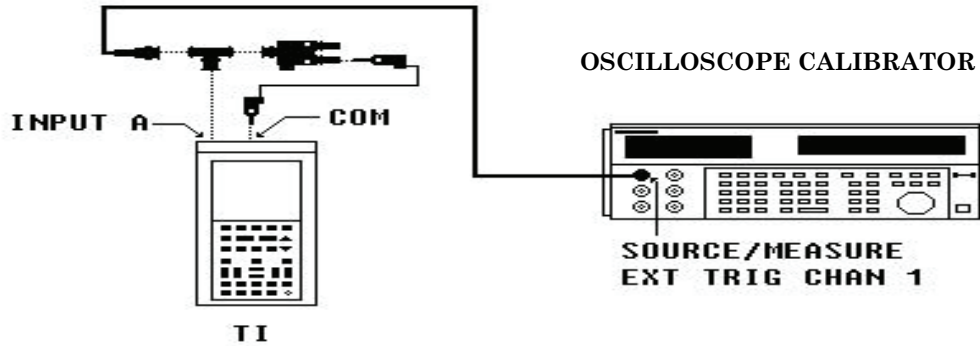 OSCILLOSCOPE CALIBRATOR
INPUT A
COM
SOURCE/MEASURE
EXT TRIG CHAN 1
TI